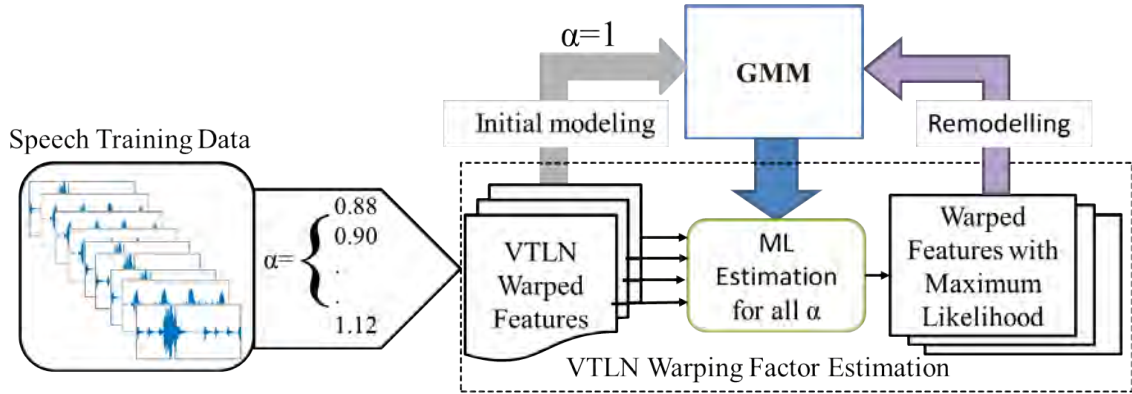 α=1
GMM
Initial modeling
Remodelling
Speech Training Data
α=
0.88
0.90
.
.
1.12
VTLN
Warped
Features
ML
Estimation
for all α
Warped
Features with
Maximum
Likelihood
VTLN Warping Factor Estimation